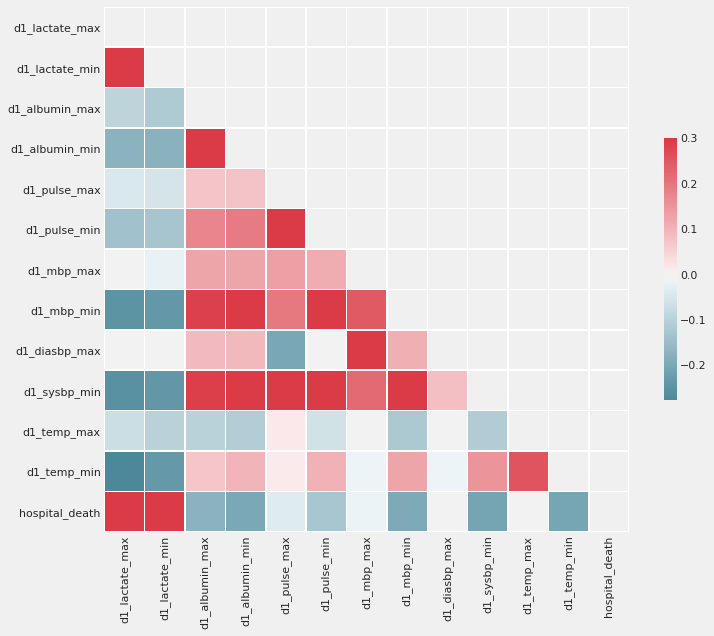 d1_lactate_max
d1_lactate_min
d1_albumin_max
d1_albumin_min
d1_pulse_max
d1_pulse_min
d1_mbp_max
d1_mbp_min
d1_diasbp_max
d1_sysbp_min
d1_temp_max
d1_temp_min
hospital_death
0.3
0.2
0.1
0.0
−0.1
−0.2
d1_lactate_max
d1_lactate_min
d1_albumin_max
d1_albumin_min
d1_pulse_max
d1_pulse_min
d1_mbp_max
d1_mbp_min
d1_diasbp_max
d1_sysbp_min
d1_temp_max
d1_temp_min
hospital_death